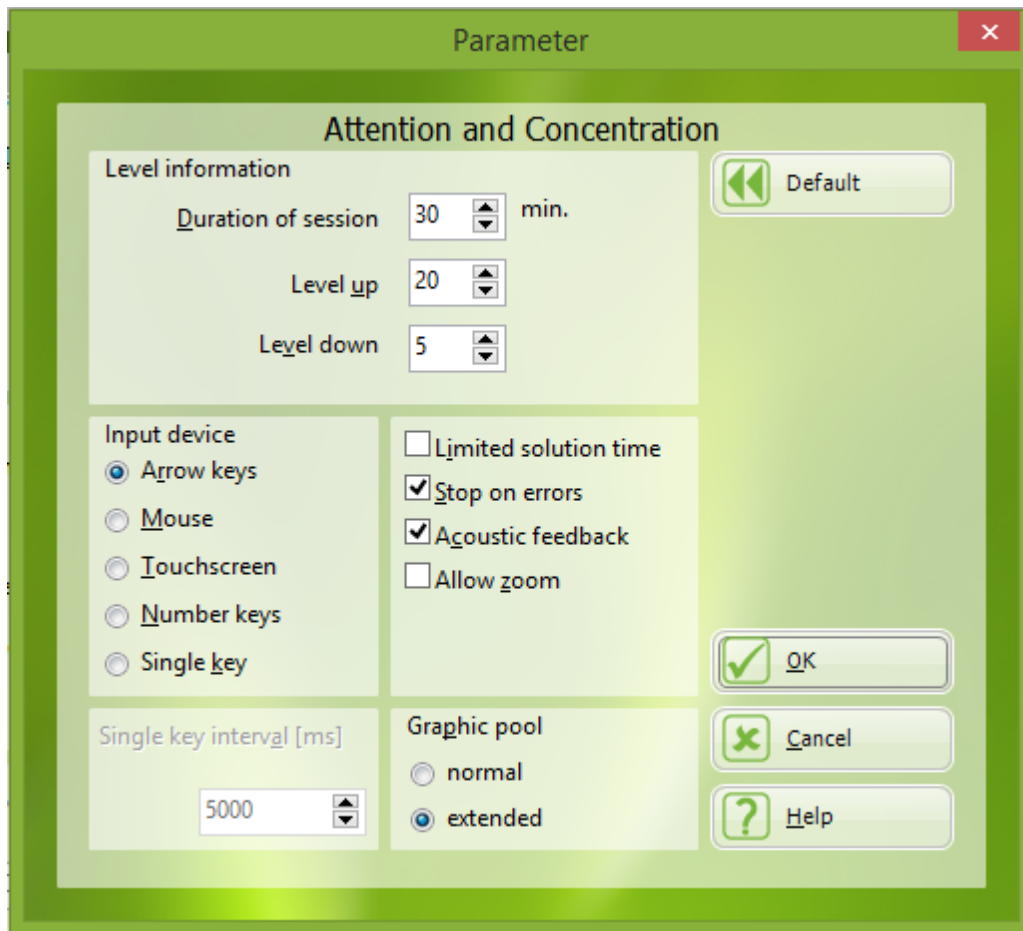 Parameter
Attention and Concentration
Level information
Duration of session 30 min.
Level up 20
Level down 5
Default
Input device
Arrow keys
Mouse
Touchscreen
Number keys
Single key
Limited solution time
Stop on errors
Acoustic feedback
Allow zoom
Single key interval [ms]
5000
Graphic pool
normal
extended
OK
Cancel
Help